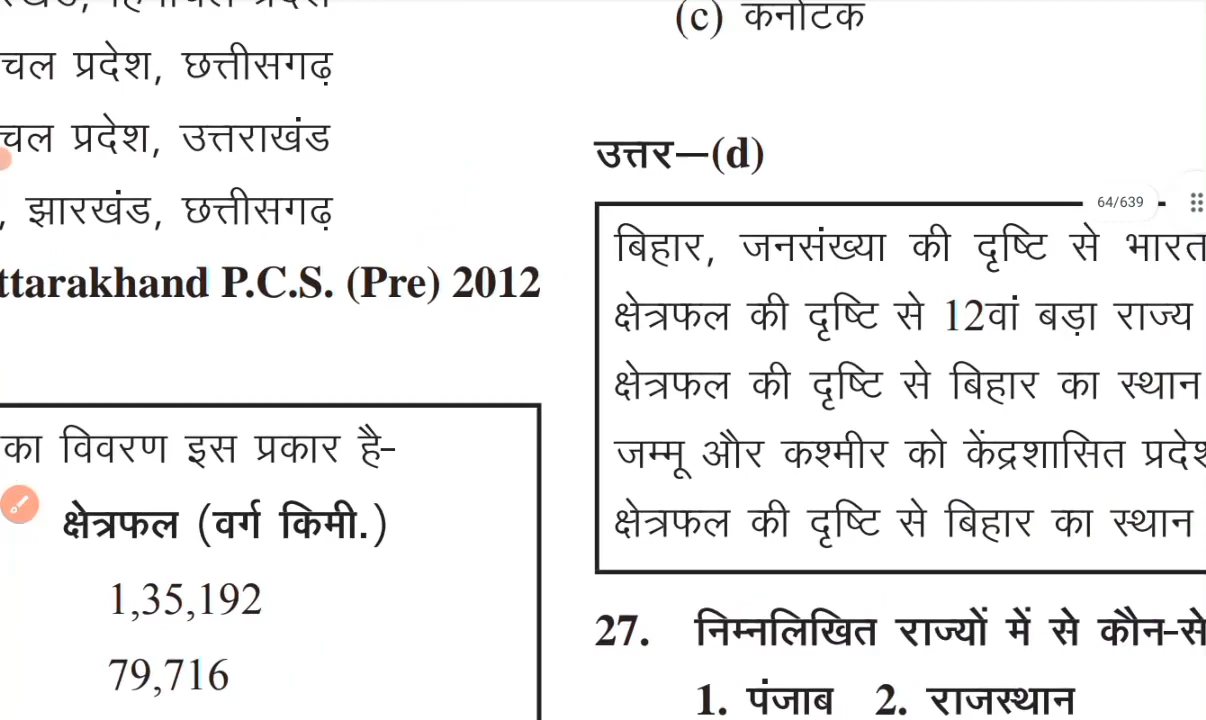 चल प्रदेश, छत्तीसगढ़
चल प्रदेश, उत्तराखंड
, झारखंड, छत्तीसगढ़
ttarakhand P.C.S. (Pre) 2012
का विवरण इस प्रकार है-
क्षेत्रफल (वर्ग किमी.)
1,35,192
79,716
(c) कर्नाटक
उत्तर—(d)
64/639
बिहार, जनसंख्या की दृष्टि से भारत
क्षेत्रफल की दृष्टि से 12वां बड़ा राज्य
क्षेत्रफल की दृष्टि से बिहार का स्थान
जम्मू और कश्मीर को केंद्रशासित प्रदेश
क्षेत्रफल की दृष्टि से बिहार का स्थान
27. निम्नलिखित राज्यों में से कौन-से
1. पंजाब 2. राजस्थान